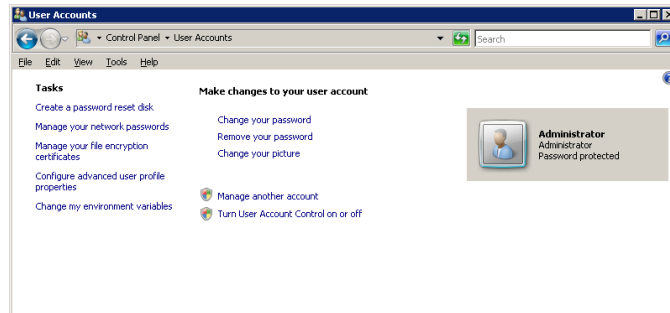 User Accounts
Control Panel
User Accounts
Search
File Edit View Tools Help
Tasks
Create a password reset disk
Manage your network passwords
Manage your file encryption
certificates
Configure advanced user profile
properties
Change my environment variables
Make changes to your user account
Change your password
Remove your password
Change your picture
Manage another account
Turn User Account Control on or off
Administrator
Administrator
Password protected